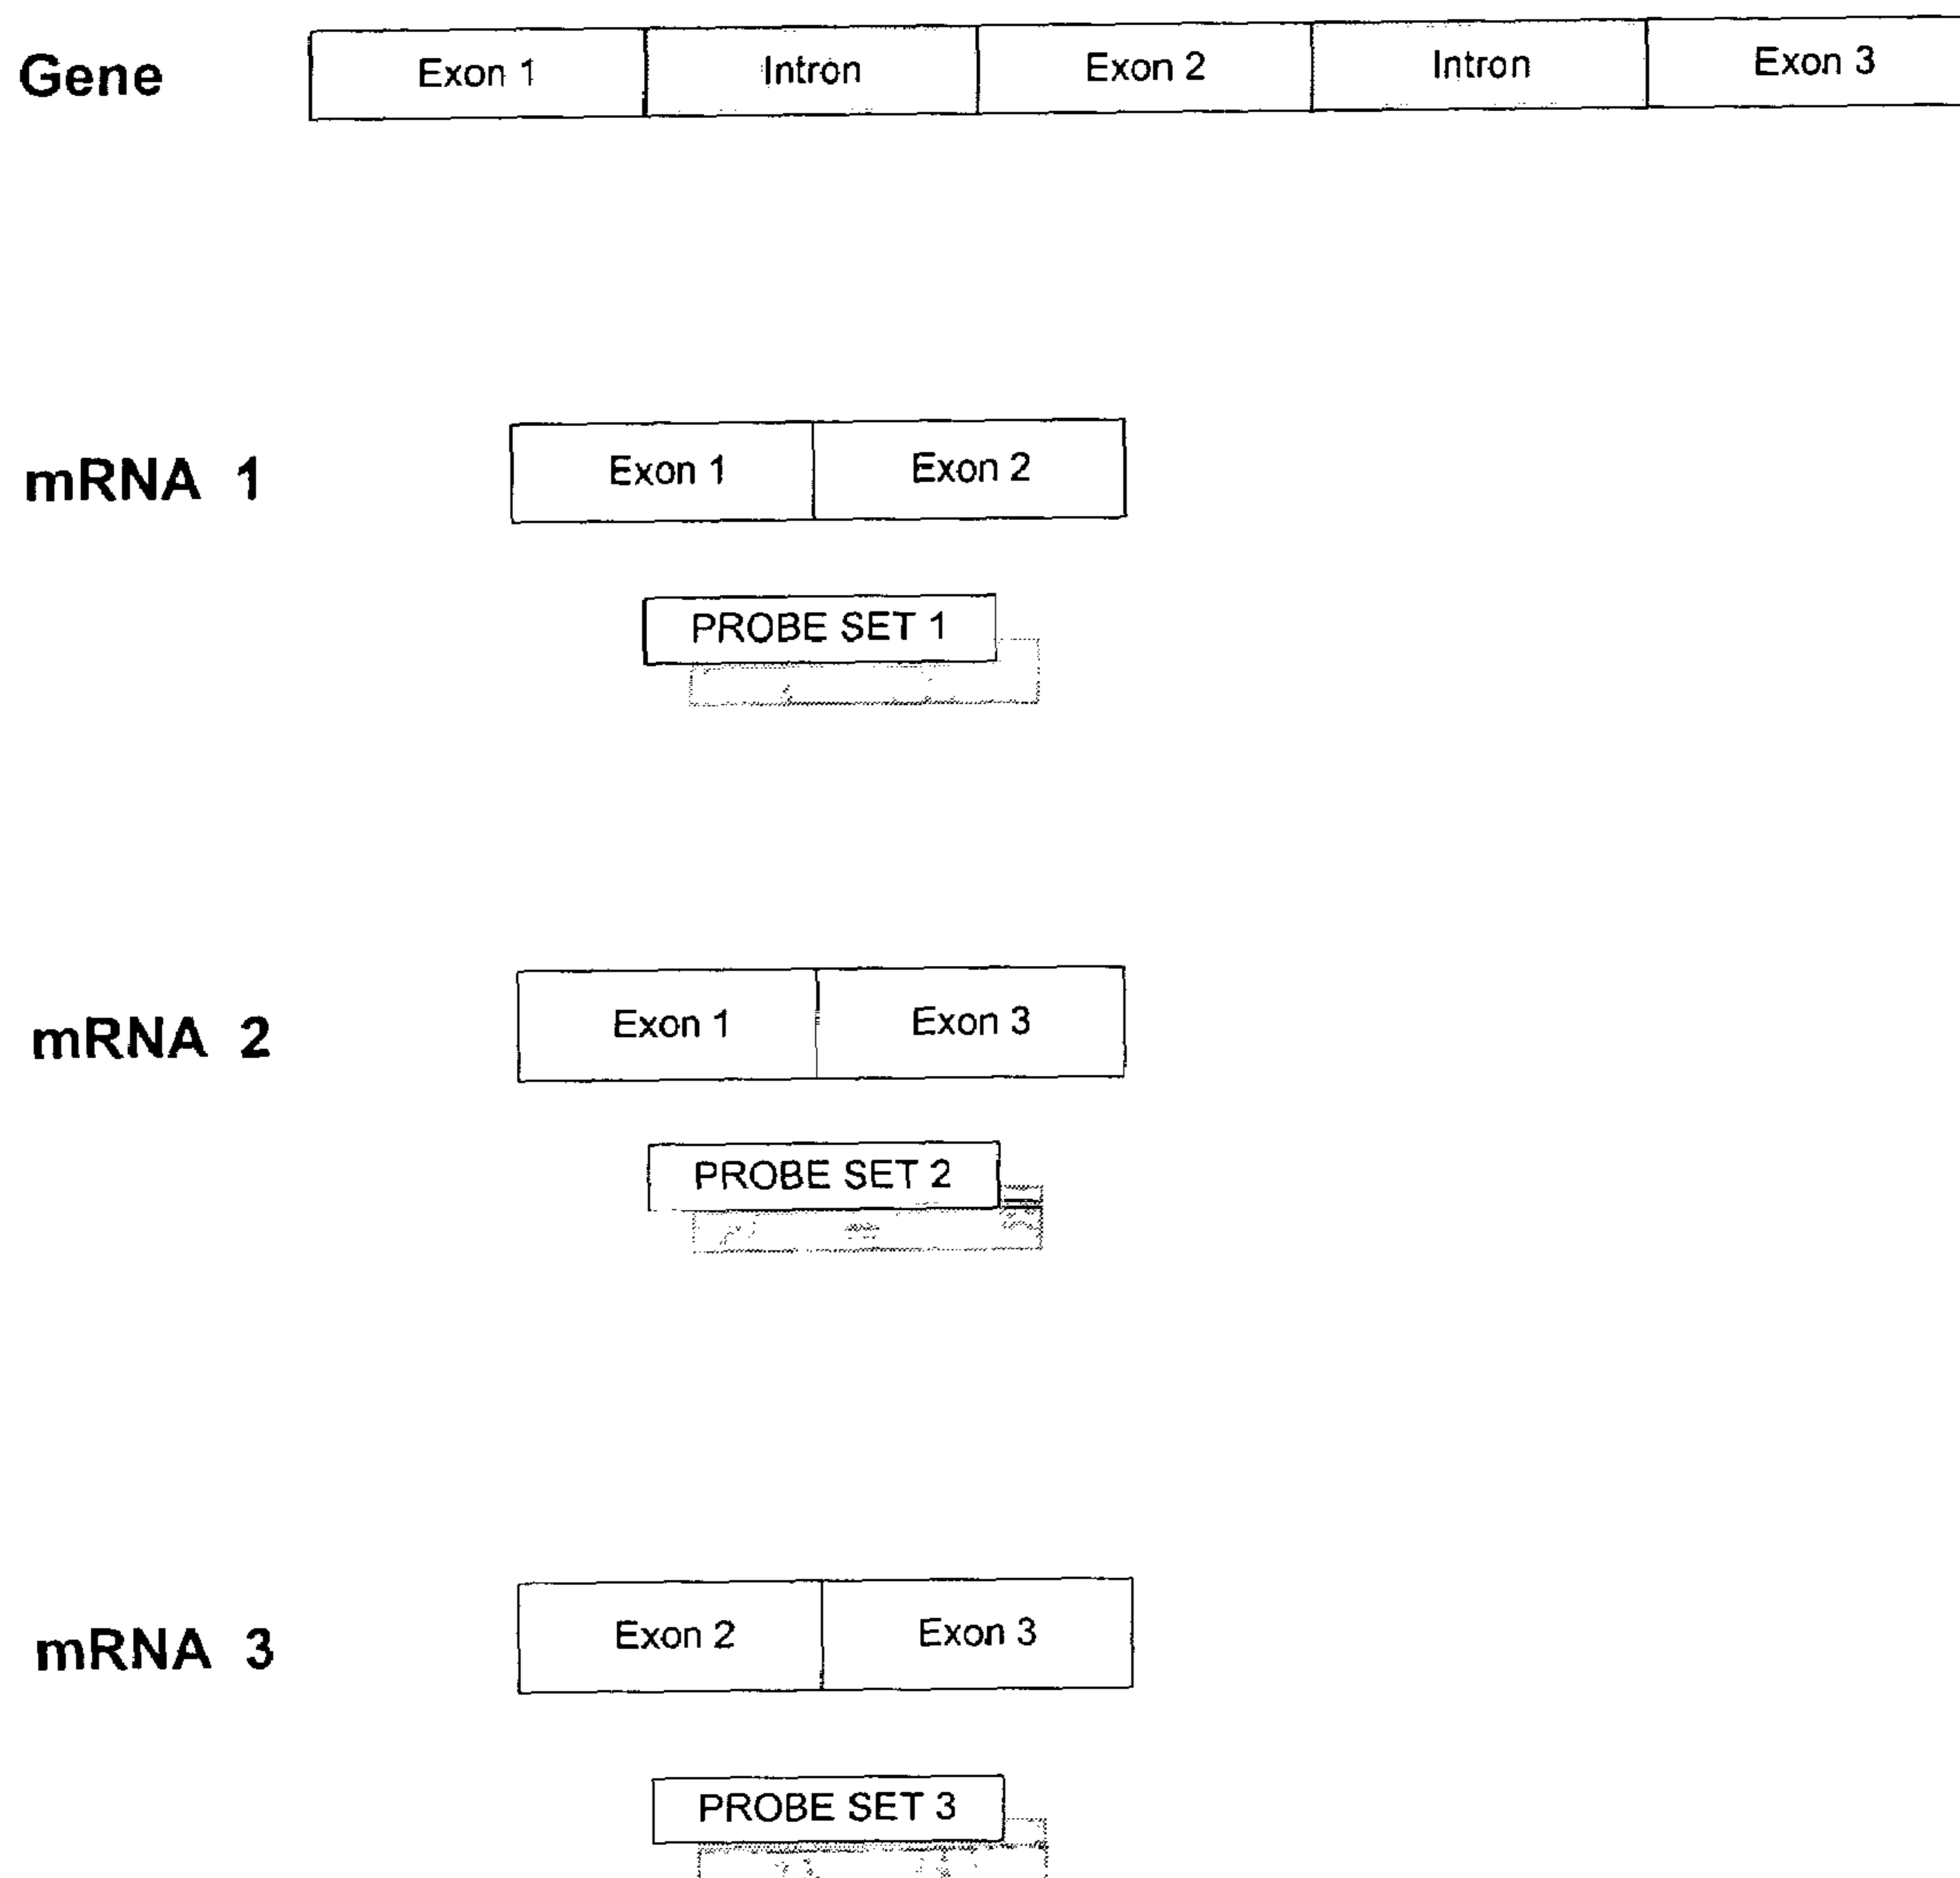 Gene Exon 1 Intron Exon 2 Intron Exon 3
mRNA 1 Exon 1 Exon 2
PROBE SET 1
mRNA 2 Exon 1 Exon 3
PROBE SET 2
mRNA 3 Exon 2 Exon 3
PROBE SET 3